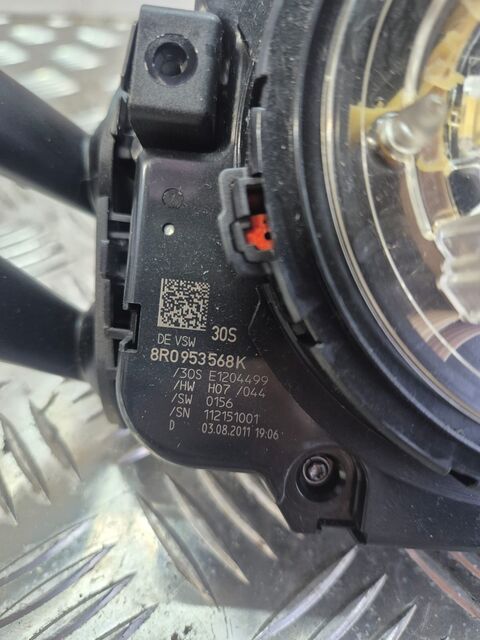 30S
DE VSW
8R0953568K
/30S E1204499
/HW H07 /044
/SW 0156
/SN 112151001
D 03.08.2011 19:06